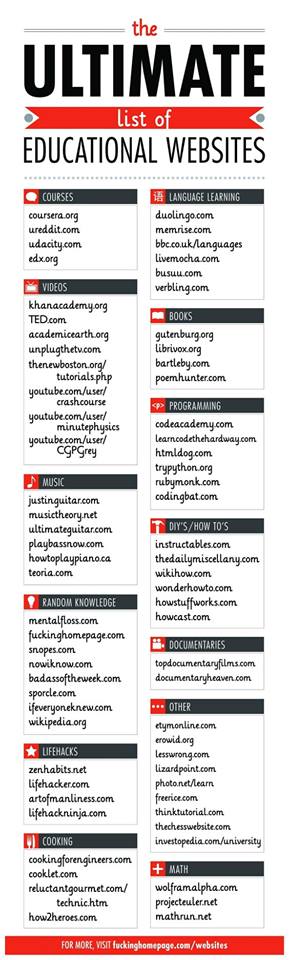 the
ULTIMATE
list of
EDUCATIONAL WEBSITES
COURSES
coursera.org
ureddit.com
udacity.com
edx.org
VIDEOS
khanacademy.org
TED.com
academicearth.org
unplugthetv.com
thenewboston.org/
tutorials.php
youtube.com/user/
crashcourse
youtube.com/user/
minutephysics
youtube.com/user/
CGPGrey
MUSIC
justinguitar.com
musictheory.net
ultimateguitar.com
playbassnow.com
howtoplaypiano.ca
teoria.com
RANDOM KNOWLEDGE
mentalfloss.com
fuckinghomepage.com
snopes.com
nowiknow.com
badassoftheweek.com
sporcle.com
ifeveryoneknew.com
wikipedia.org
LIFEHACKS
zenhabits.net
lifehacker.com
artofmanliness.com
lifehackninja.com
COOKING
cookingforengineers.com
cooklet.com
reluctantgourmet.com/
technic.htm
how2heroes.com
LANGUAGE LEARNING
duolingo.com
memrise.com
bbc.co.uk/languages
livemocha.com
busuu.com
verbling.com
BOOKS
gutenburg.org
librivox.org
bartleby.com
poemhunter.com
PROGRAMMING
codeacademy.com
learncodethehardway.com
htmldog.com
trypython.org
rubymonk.com
codingbat.com
DIY'S/HOW TO'S
instructables.com
thedailymiscellany.com
wikihow.com
wonderhowto.com
howstuffworks.com
howcast.com
DOCUMENTARIES
topdocumentaryfilms.com
documentaryheaven.com
OTHER
etymonline.com
erowid.org
lesswrong.com
lizardpoint.com
photo.net/learn
freerice.com
thinktutorial.com
thechesswebsite.com
investopedia.com/university
MATH
wolframalpha.com
projecteuler.net
mathrun.net
FOR MORE, VISIT fuckinghomepage.com/websites